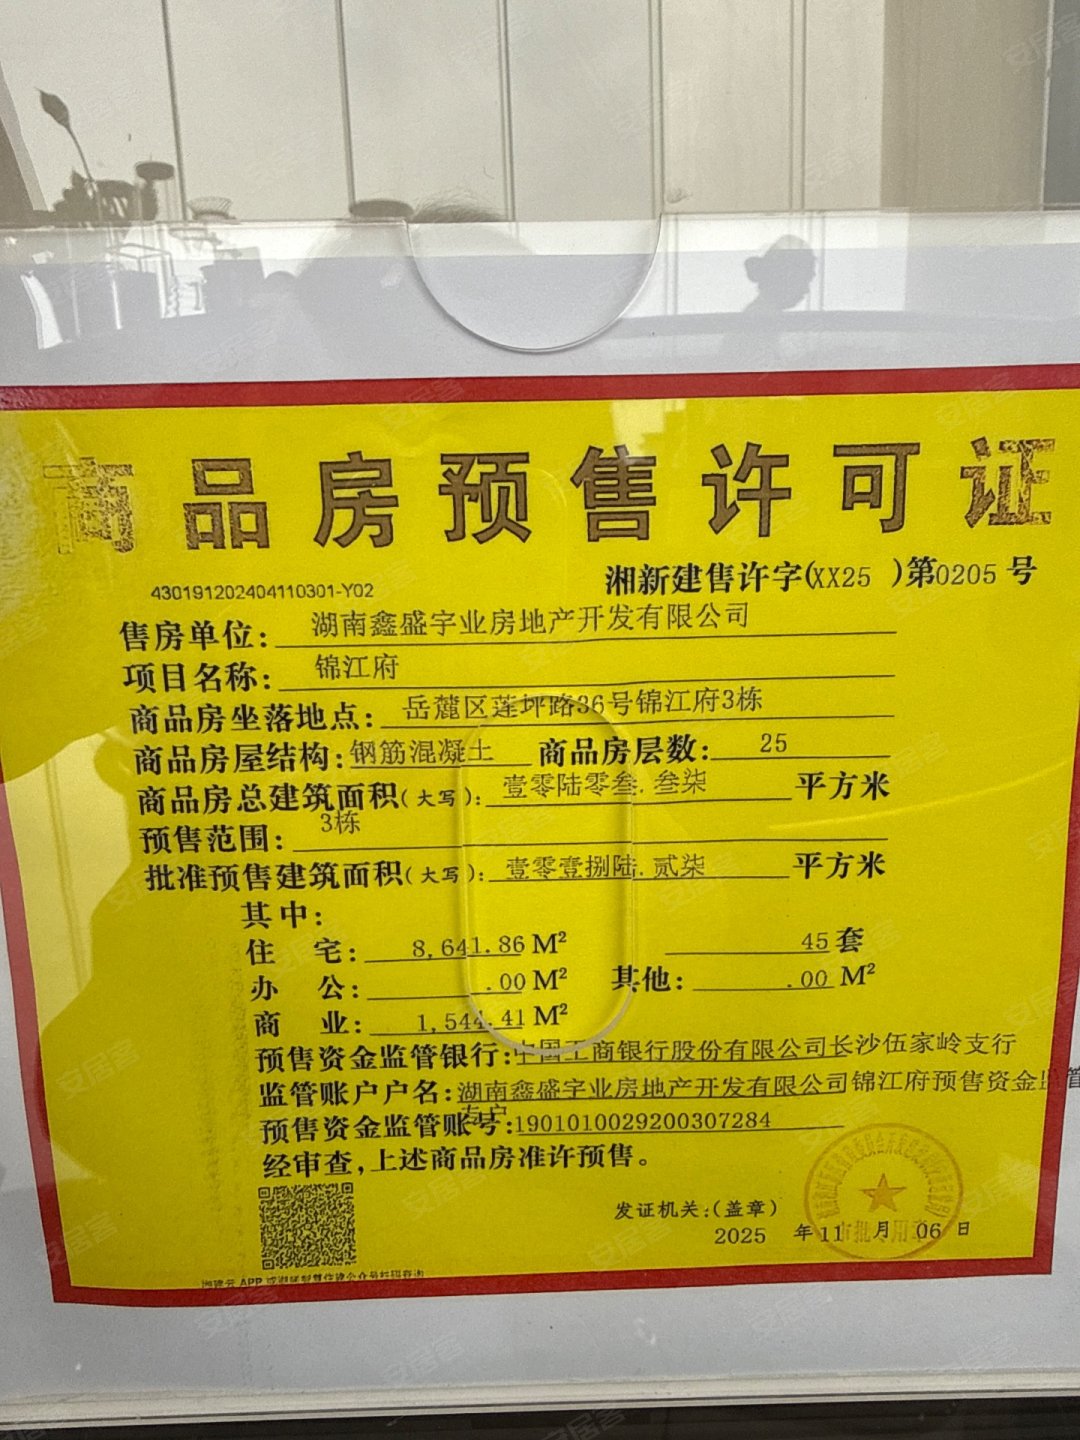 商品房预售许可证
430191202404110301-Y02
湘新建售许字(XX25 )第0205 号
售房单位: 湖南鑫盛宇业房地产开发有限公司
项目名称: 锦江府
商品房坐落地点: 岳麓区莲坪路36号锦江府3栋
商品房屋结构: 钢筋混凝土 商品房层数: 25
商品房总建筑面积(大写): 壹零陆零叁.叁柒 平方米
预售范围: 3栋
批准预售建筑面积(大写): 壹零壹捌陆.贰柒 平方米
其中:
住 宅: 8,641.86 M² 45 套
办 公: .00 M² 其他: .00 M²
商 业: 1,544.41 M²
预售资金监管银行:中国工商银行股份有限公司长沙伍家岭支行
监管账户户名:湖南鑫盛宇业房地产开发有限公司锦江府预售资金监管
专户
预售资金监管账号:1901010029200307284
经审查,上述商品房准许预售。
发证机关:(盖章)
2025 年 11 月 06 日
审批专用章
安居客